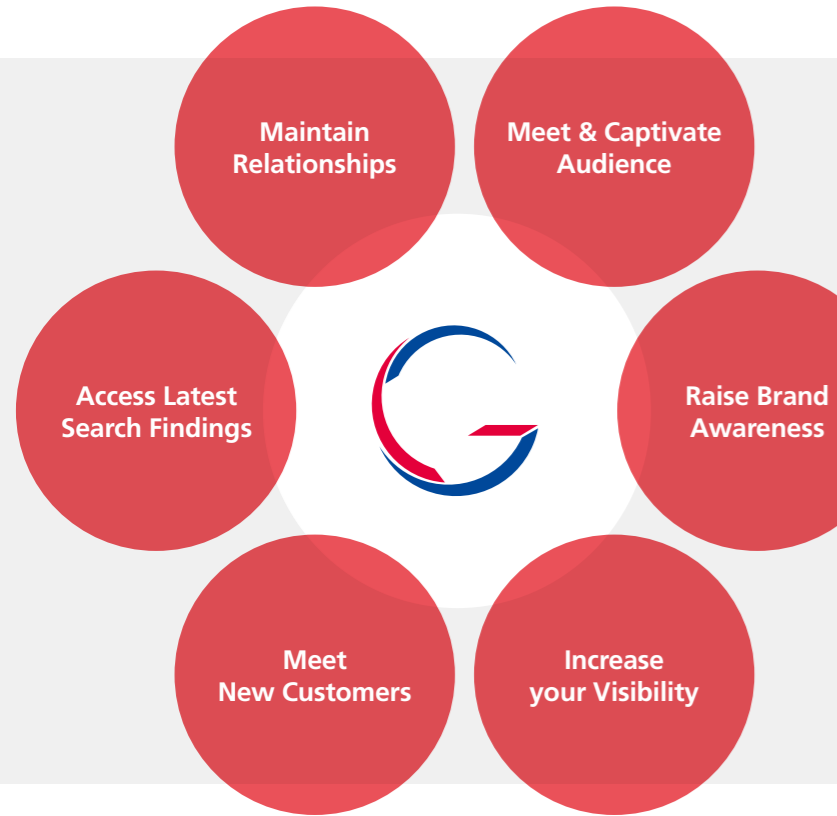 Maintain
Relationships
Meet & Captivate
Audience
Access Latest
Search Findings
Raise Brand
Awareness
Meet
New Customers
Increase
your Visibility